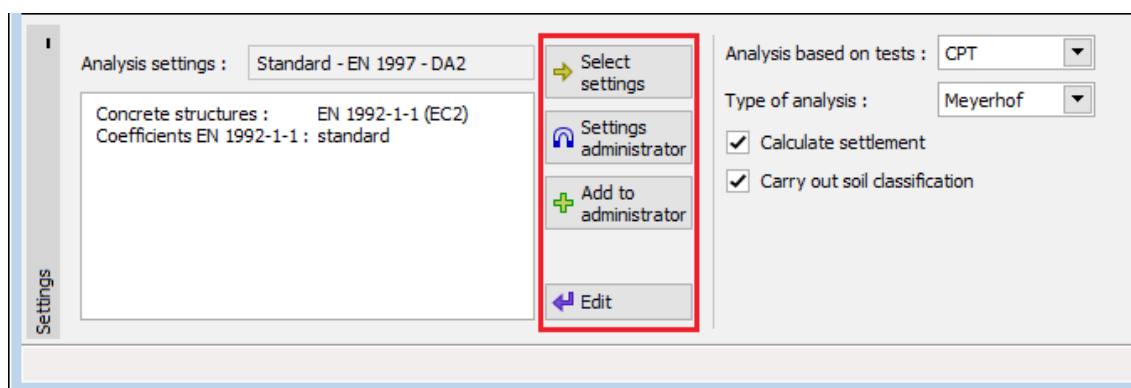 Analysis settings : Standard - EN 1997 - DA2
Concrete structures : EN 1992-1-1 (EC2)
Coefficients EN 1992-1-1 : standard
Select
settings
Settings
administrator
Add to
administrator
Edit
Analysis based on tests : CPT
Type of analysis : Meyerhof
Calculate settlement
Carry out soil classification
Settings